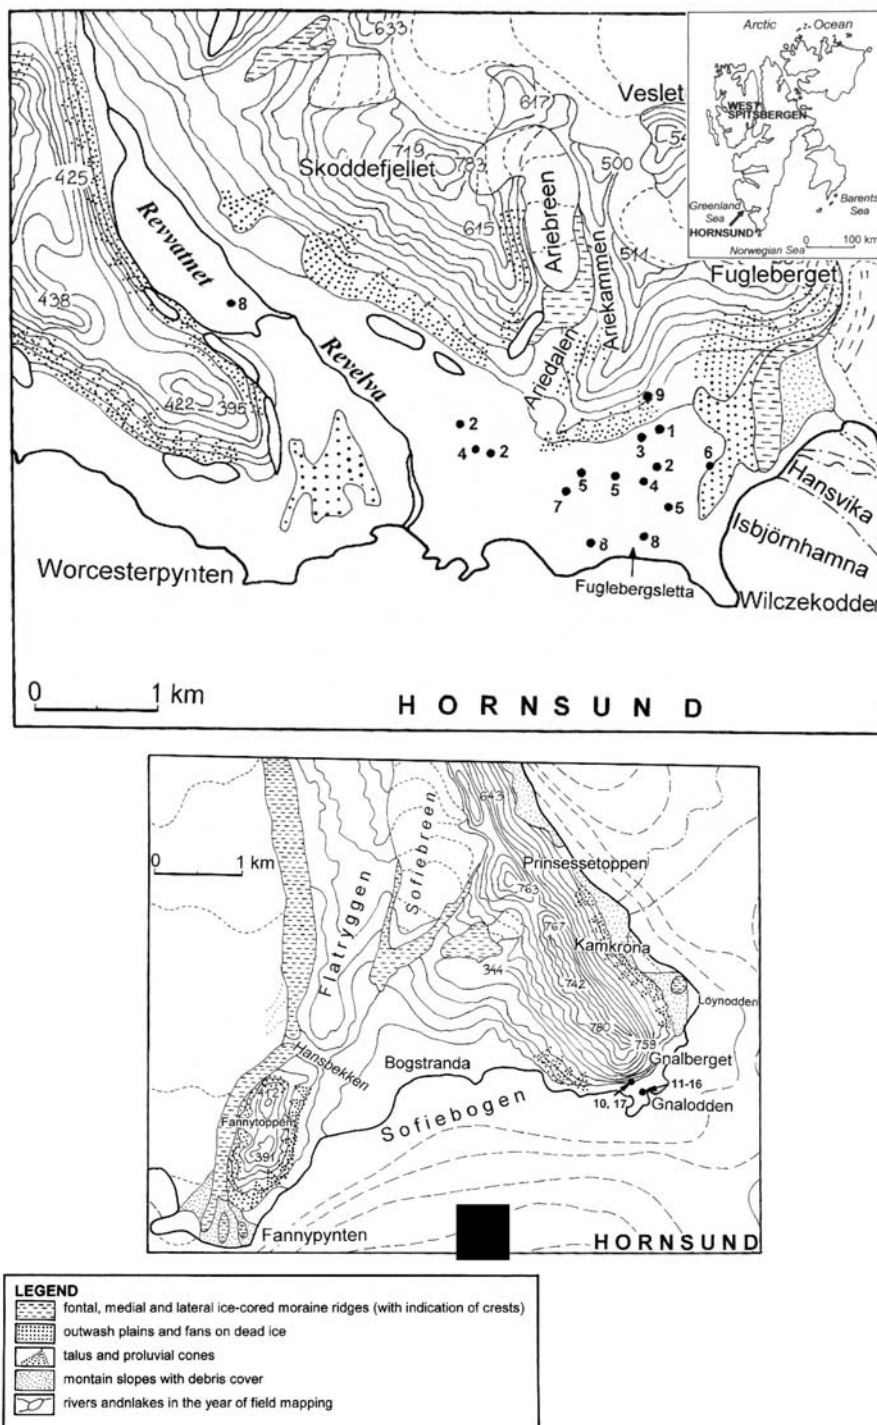 633
Arctic Ocean
617
Veslet
WEST
SPITSBERGEN
719
783
500
Skoddefjellet
425
Revvatnet
Ariebreen
Greenland
Sea
Barents
Sea
HORNSUND
Norwegian Sea
0 100 km
615
511
Ariekammen
Fugleberget
438
8
Revelva
Ariedalen
422
395
9
2
1
3
4
2
2
6
5
5
4
7
5
Hansvika
8
8
Isbjörnhamna
Worcesterpynten
Fuglebergsletta
Wilczekodden
0 1 km
HORNSUND
643
Sofiebreen
0 1 km
Prinsessetoppen
763
Flatryggen
767
Kamkrona
344
742
Löynodden
780
759
Hansbekken
Bogstranda
Gnalberget
412
11-16
10, 17
Gnalodden
Fannytoppen
Sofiebogen
391
Fannypynten
HORNSUND
LEGEND
fontal, medial and lateral ice-cored moraine ridges (with indication of crests)
outwash plains and fans on dead ice
talus and proluvial cones
montain slopes with debris cover
rivers andnlakes in the year of field mapping